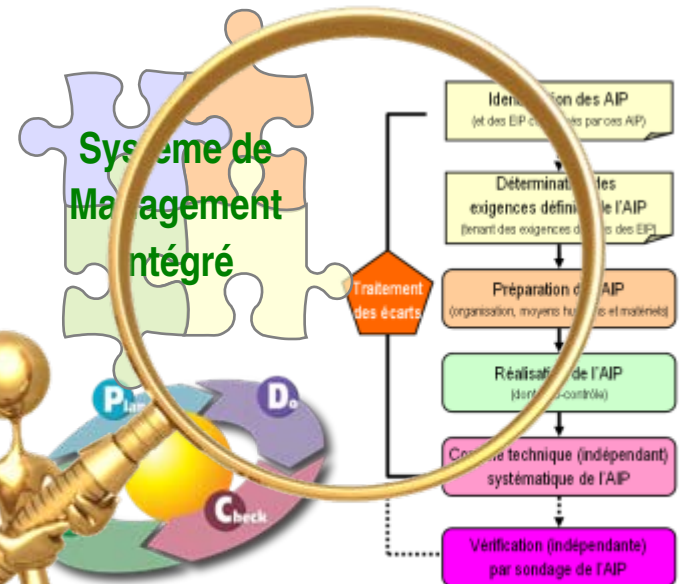 Système de
Management
Intégré
Identification des AIP
(et des EIP concernés par ces AIP)
Détermination des
exigences définies de l'AIP
(tenant des exigences définies des EIP)
Traitement
des écarts
Préparation de l'AIP
(organisation, moyens humains et matériels)
Réalisation de l'AIP
(dont auto-contrôle)
Plan
Do
Check
Contrôle technique (indépendant)
systématique de l'AIP
Vérification (indépendante)
par sondage de l'AIP